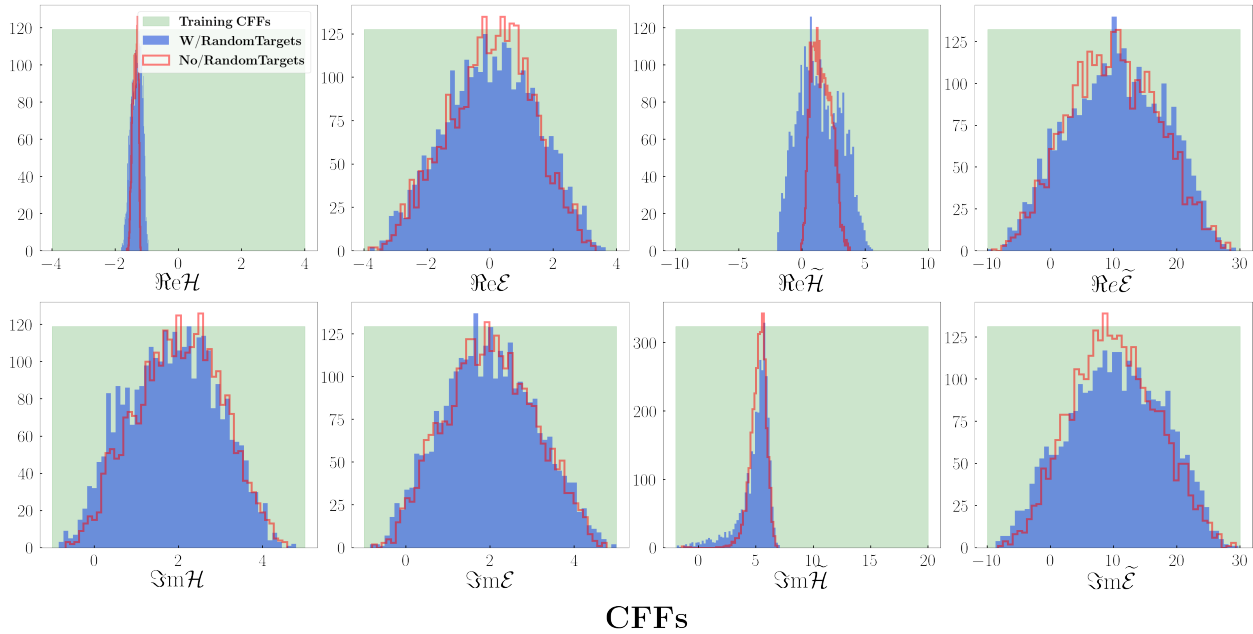 Training CFFs
W/RandomTargets
No/RandomTargets
120
100
80
60
40
20
0
−4 −2 0 2 4
ℜeℋ
125
100
75
50
25
0
−4 −2 0 2 4
ℜeℰ
120
100
80
60
40
20
0
−10 −5 0 5 10
ℜeℋ̃
125
100
75
50
25
0
−10 0 10 20 30
ℜeℰ̃
120
100
80
60
40
20
0
0 2 4
ℑmℋ
125
100
75
50
25
0
0 2 4
ℑmℰ
300
200
100
0
0 5 10 15 20
ℑmℋ̃
125
100
75
50
25
0
−10 0 10 20 30
ℑmℰ̃
CFFs